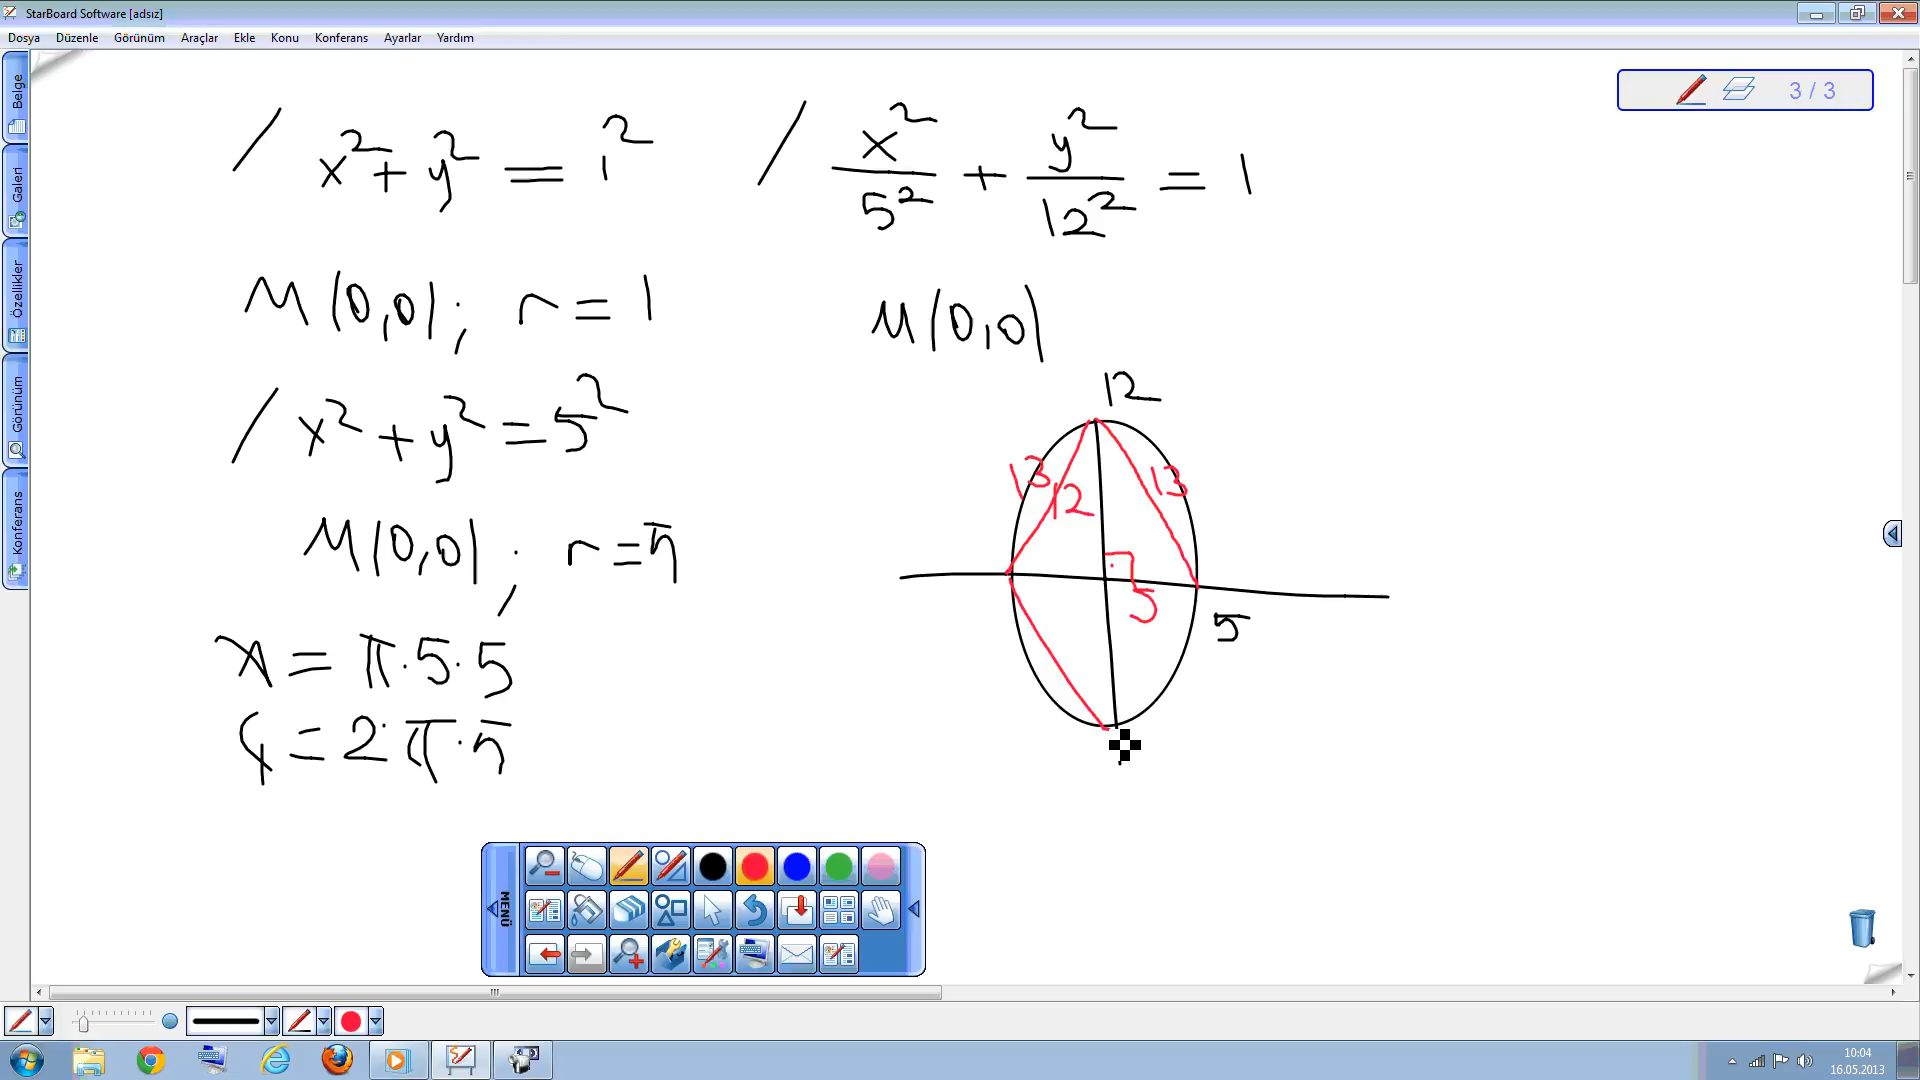 StarBoard Software [adsız]
Dosya Düzenle Görünüm Araçlar Ekle Konu Konferans Ayarlar Yardım
Belge
Galeri
Özellikler
Görünüm
Konferans
3 / 3
/ x² + y² = 1²
M(0,0); r = 1
/ x² + y² = 5²
M(0,0); r = 5
= π·5·5
Ç = 2·π·5
/ x²/5² + y²/12² = 1
M(0,0)
12
13
12
13
5
5
MENÜ
10:04
16.05.2013